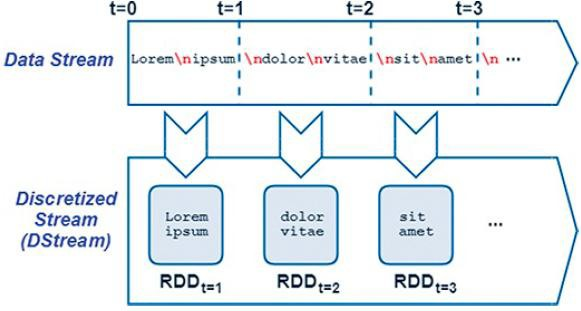 t=0 t=1 t=2 t=3
Data Stream
Lorem\nipsum \ndolor\nvitae \nsit\namet \n ...
Discretized
Stream
(DStream)
Lorem
ipsum
dolor
vitae
sit
amet
...
RDDt=1 RDDt=2 RDDt=3